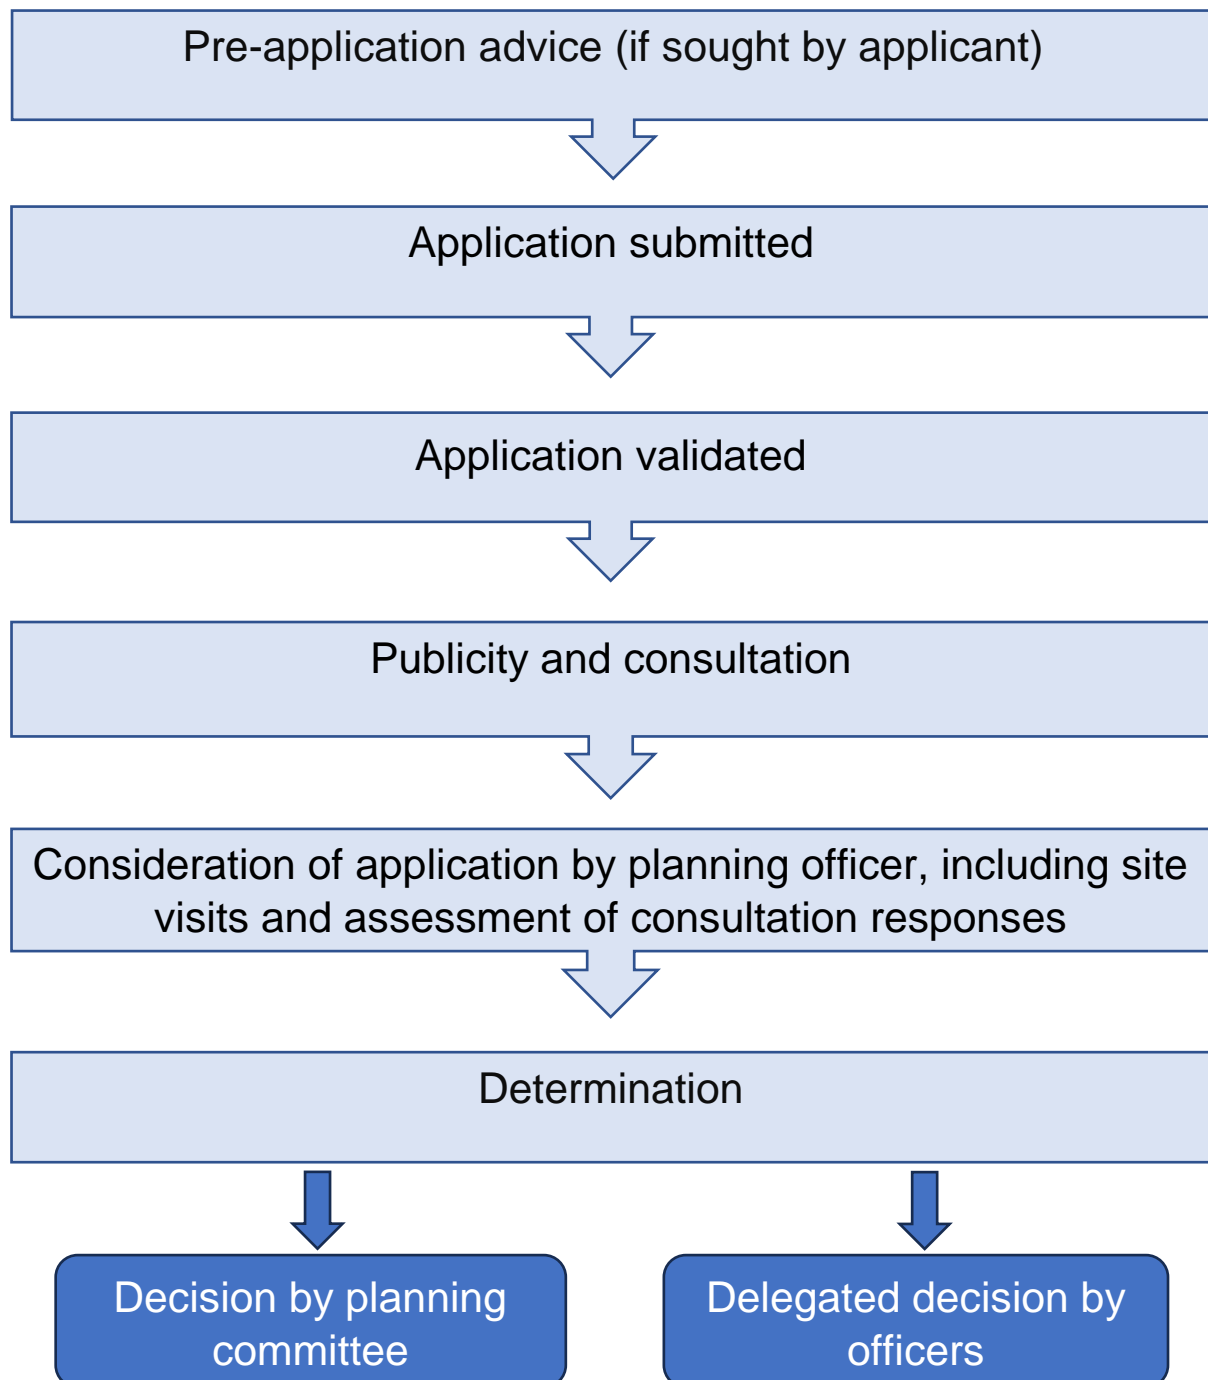 Pre-application advice (if sought by applicant)
Application submitted
Application validated
Publicity and consultation
Consideration of application by planning officer, including site
visits and assessment of consultation responses
Determination
Decision by planning
committee
Delegated decision by
officers